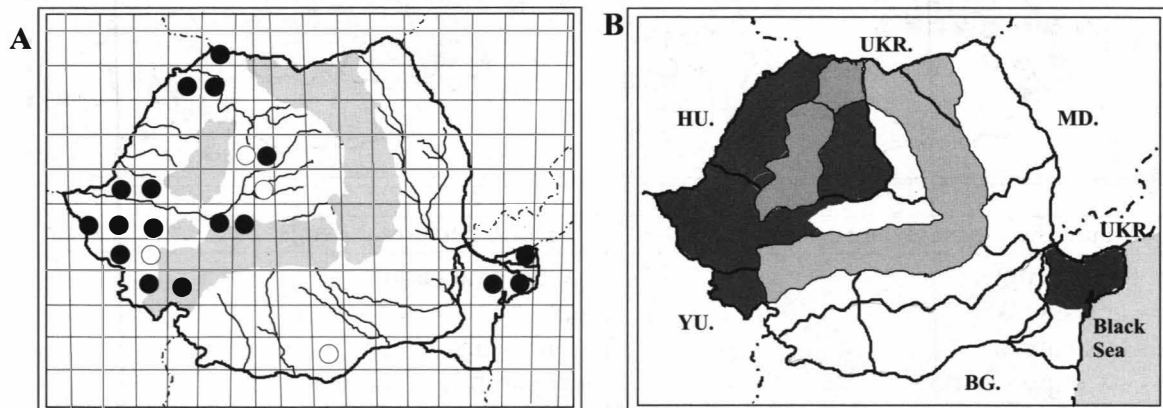 A
B
UKR.
HU.
MD.
UKR.
YU.
Black
Sea
BG.